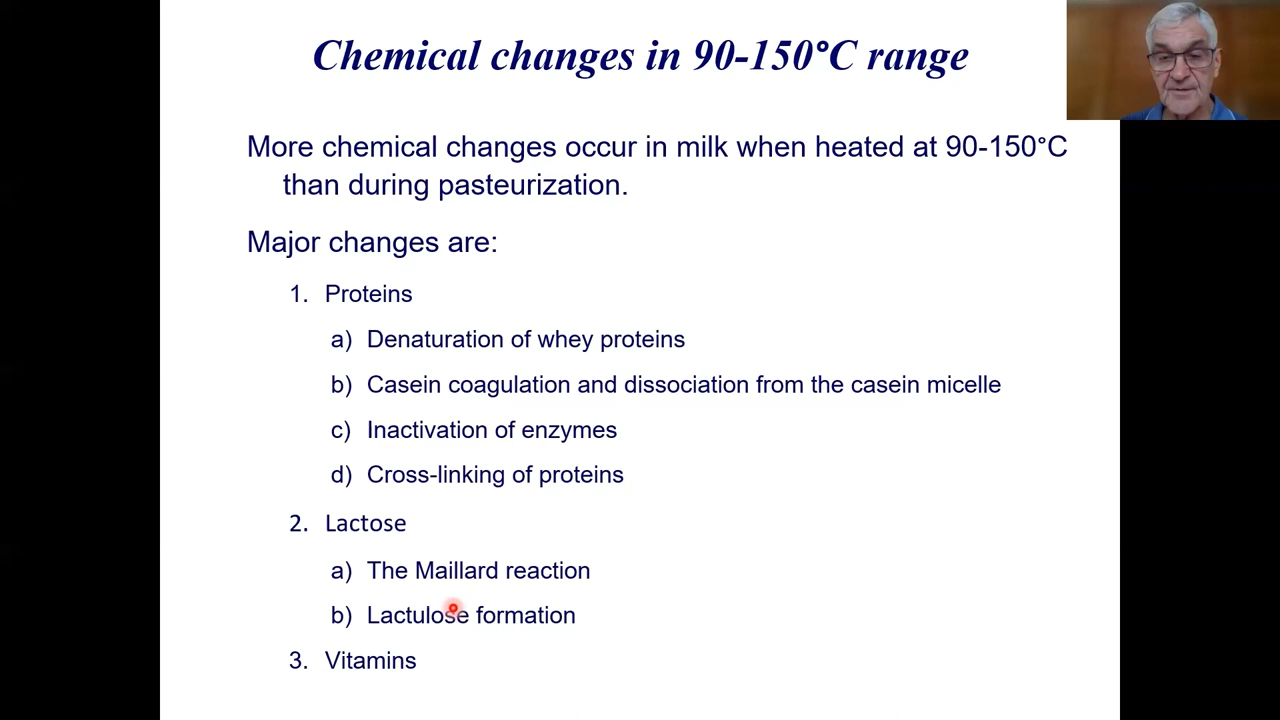 Chemical changes in 90-150°C range
More chemical changes occur in milk when heated at 90-150°C
than during pasteurization.
Major changes are:
1. Proteins
a) Denaturation of whey proteins
b) Casein coagulation and dissociation from the casein micelle
c) Inactivation of enzymes
d) Cross-linking of proteins
2. Lactose
a) The Maillard reaction
b) Lactulose formation
3. Vitamins